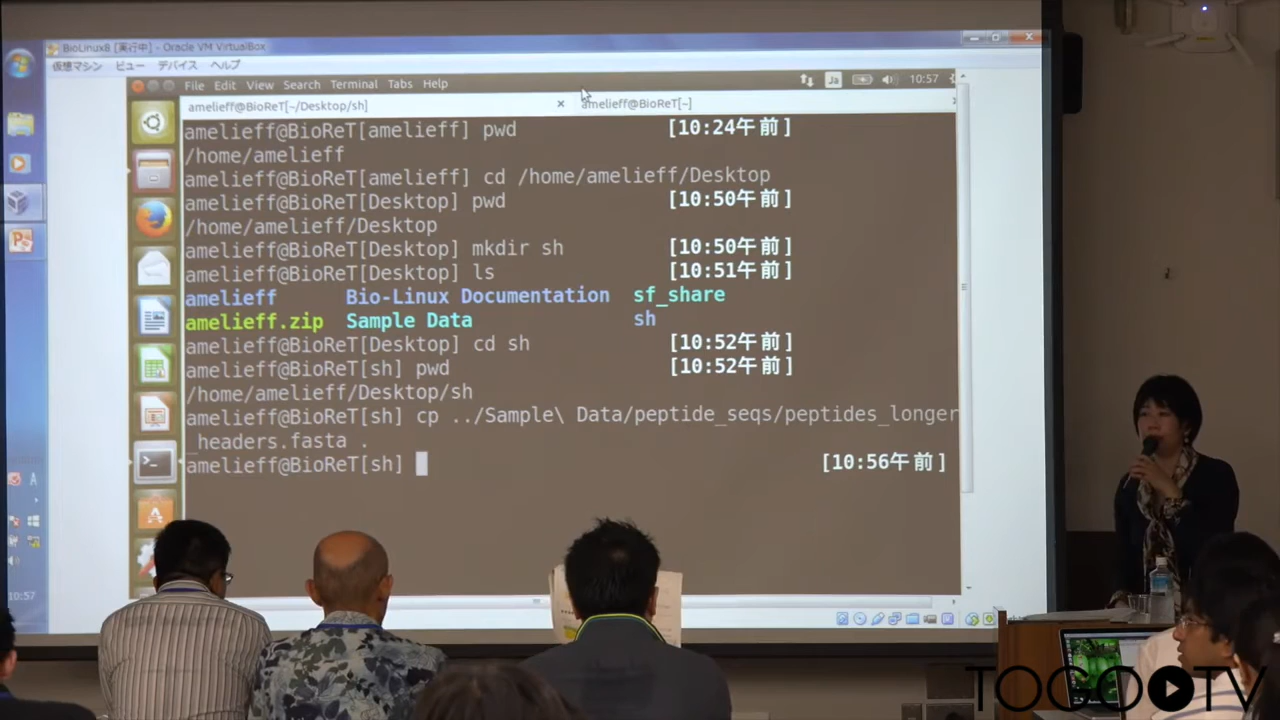 BioLinux8 [実行中] - Oracle VM VirtualBox
仮想マシン ビュー デバイス ヘルプ
File Edit View Search Terminal Tabs Help
Ja
10:57
amelieff@BioReT[~/Desktop/sh]
amelieff@BioReT[~]
amelieff@BioReT[amelieff] pwd [10:24午前]
/home/amelieff
amelieff@BioReT[amelieff] cd /home/amelieff/Desktop
amelieff@BioReT[Desktop] pwd [10:50午前]
/home/amelieff/Desktop
amelieff@BioReT[Desktop] mkdir sh [10:50午前]
amelieff@BioReT[Desktop] ls [10:51午前]
amelieff Bio-Linux Documentation sf_share
amelieff.zip Sample Data sh
amelieff@BioReT[Desktop] cd sh [10:52午前]
amelieff@BioReT[sh] pwd [10:52午前]
/home/amelieff/Desktop/sh
amelieff@BioReT[sh] cp ../Sample\ Data/peptide_seqs/peptides_longer
_headers.fasta .
amelieff@BioReT[sh] [10:56午前]
A
10:57
TOGOTV